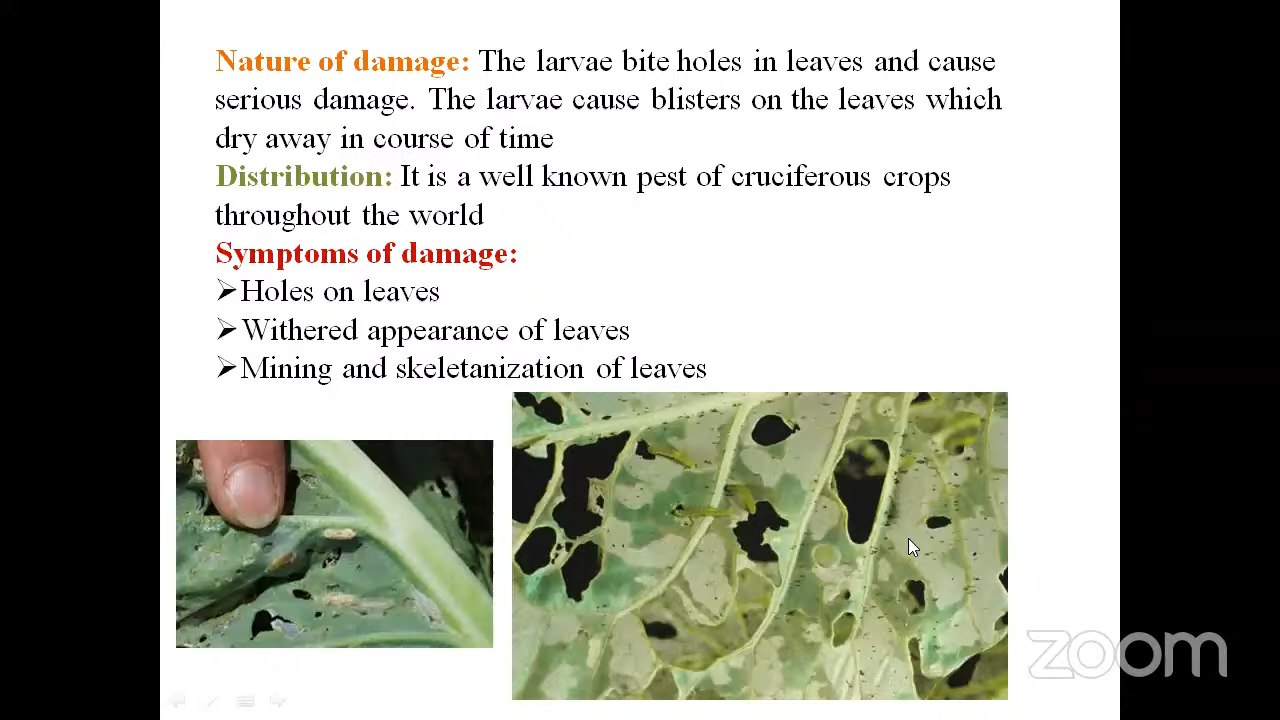 Nature of damage: The larvae bite holes in leaves and cause
serious damage. The larvae cause blisters on the leaves which
dry away in course of time
Distribution: It is a well known pest of cruciferous crops
throughout the world
Symptoms of damage:
➢Holes on leaves
➢Withered appearance of leaves
➢Mining and skeletanization of leaves
zoom